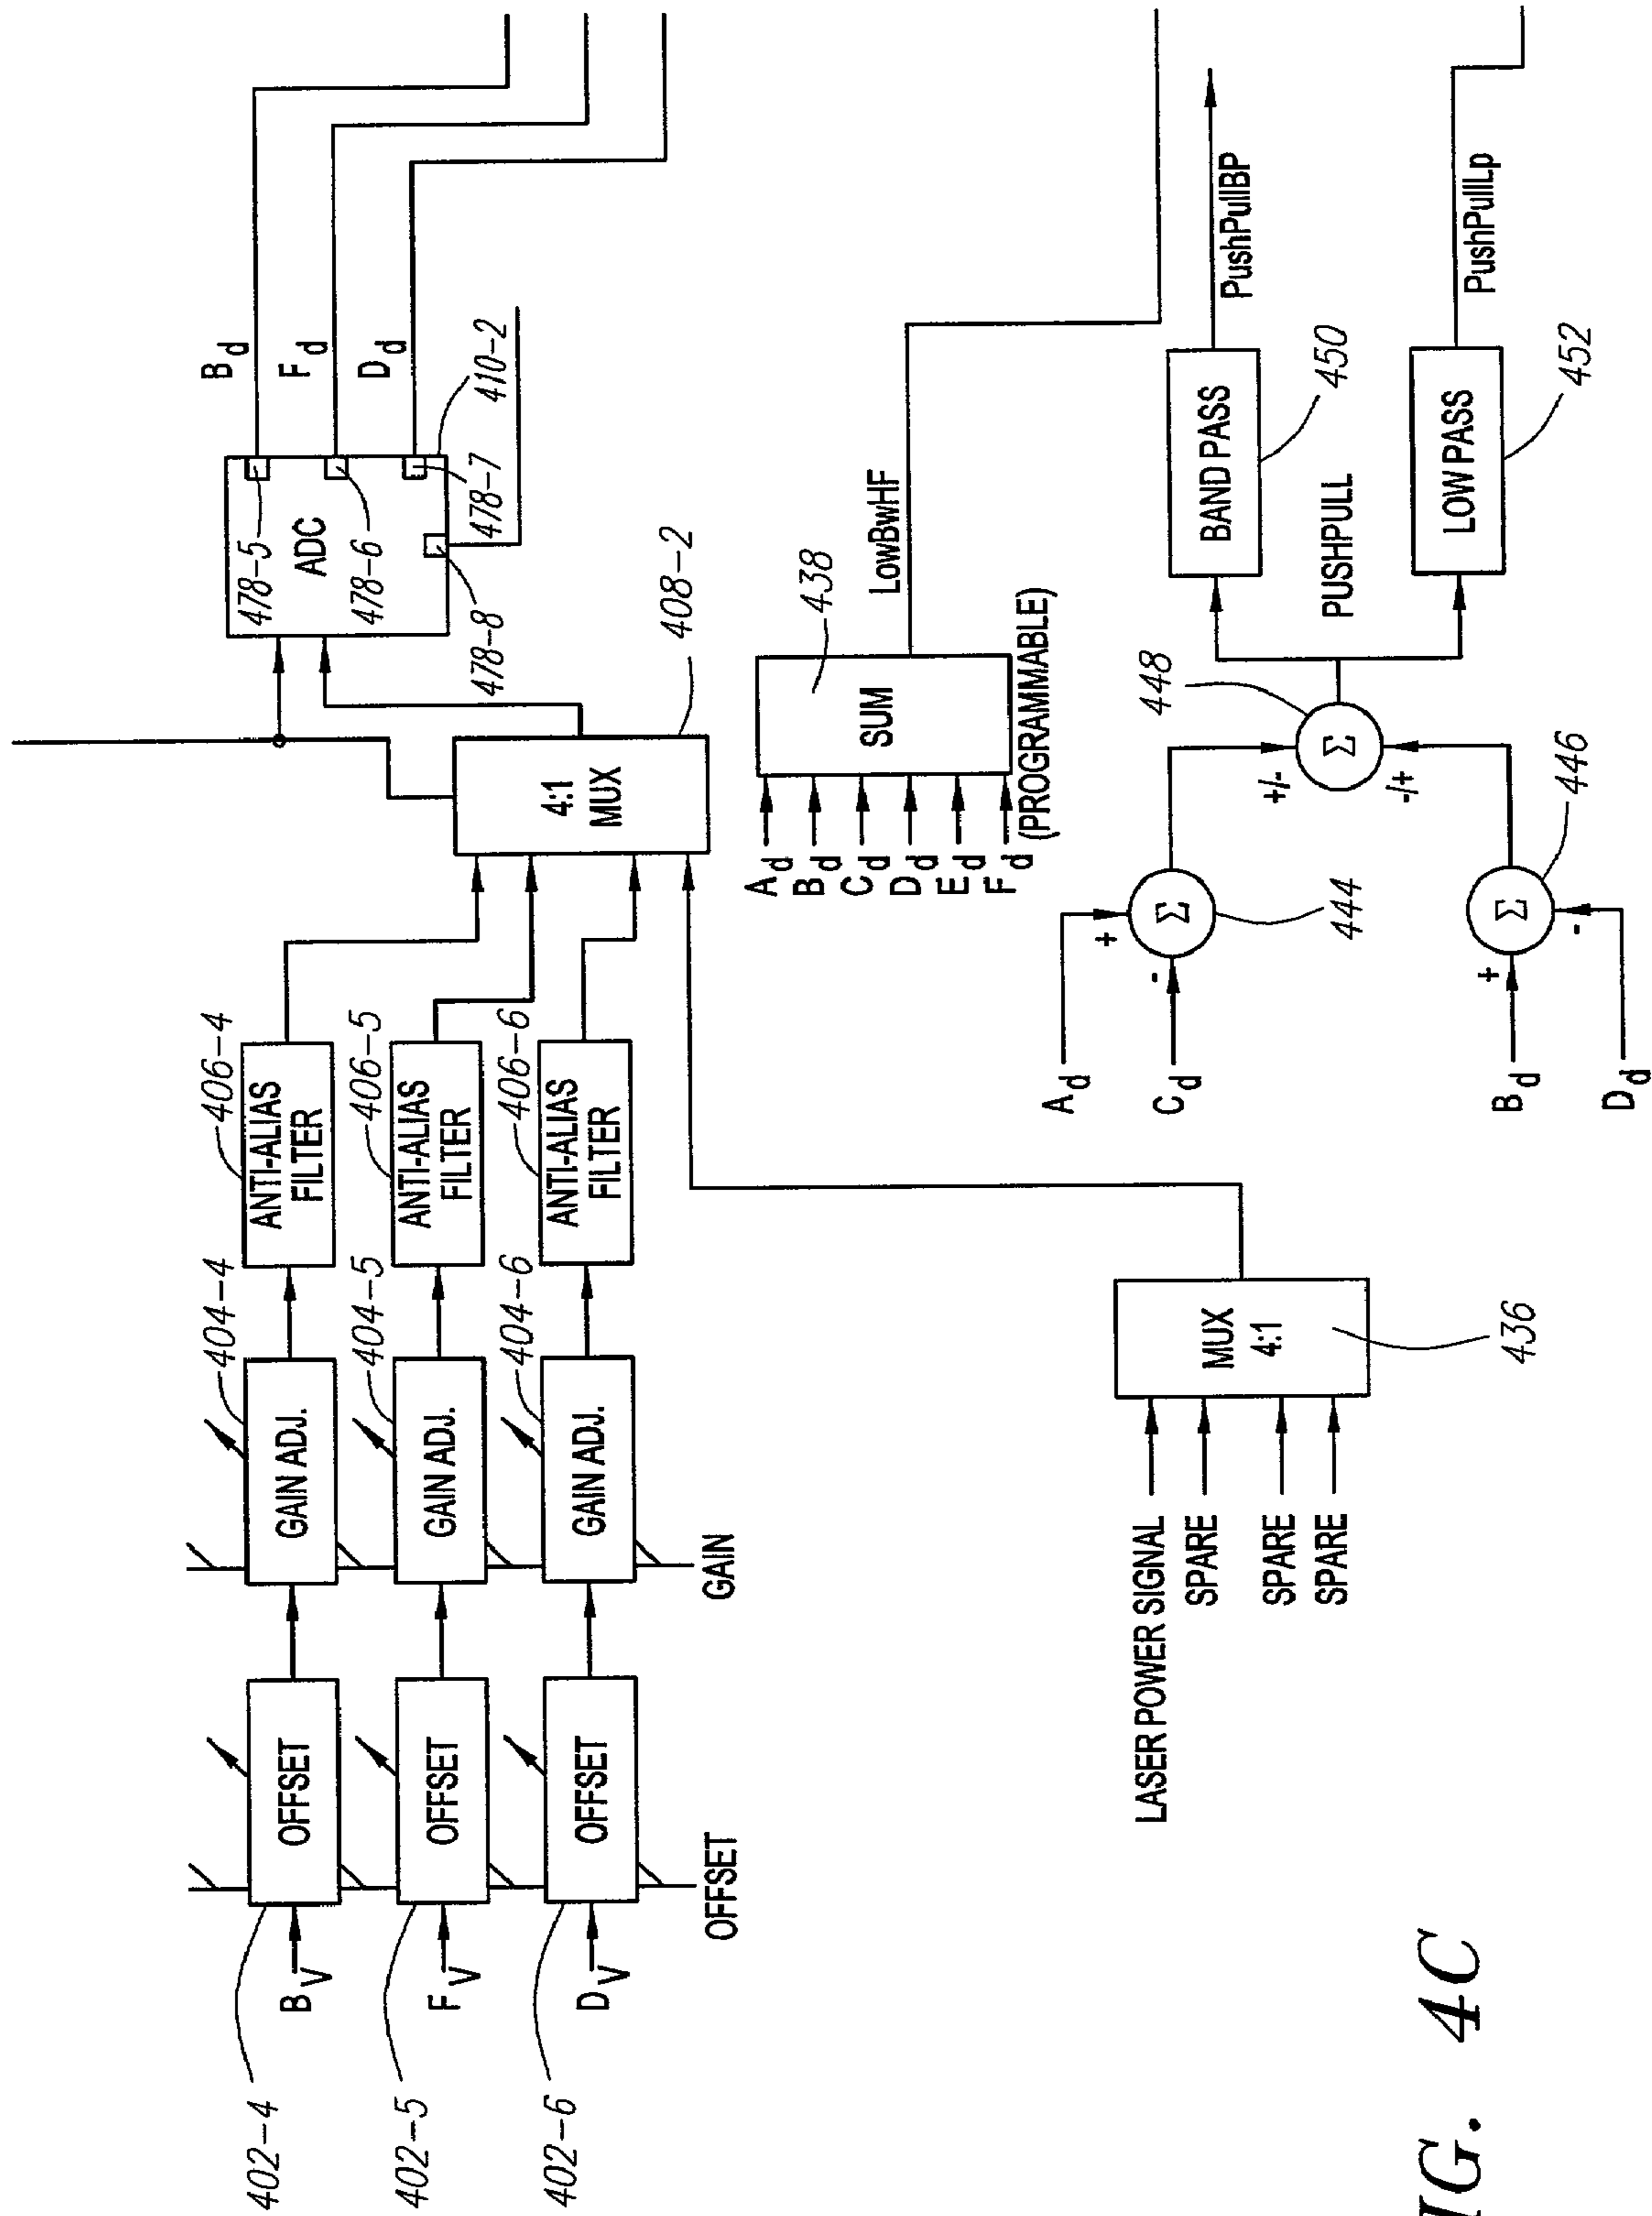 402-4
402-5
402-6
B_V
F_V
D_V
OFFSET
OFFSET
OFFSET
OFFSET
404-4
404-5
404-6
GAIN ADJ.
GAIN ADJ.
GAIN ADJ.
GAIN
406-4
406-5
406-6
ANTI-ALIAS
FILTER
ANTI-ALIAS
FILTER
ANTI-ALIAS
FILTER
4:1
MUX
408-2
478-5
ADC
478-6
478-8
478-7
410-2
B_d
F_d
D_d
LASER POWER SIGNAL
SPARE
SPARE
SPARE
MUX
4:1
436
A_d
B_d
C_d
D_d
E_d
F_d
(PROGRAMMABLE)
SUM
438
LowBwHF
A_d
C_d
+
-
Σ
444
B_d
D_d
+
-
Σ
446
+/-
-/+
Σ
448
PUSHPULL
BAND PASS
450
PushPullBP
LOW PASS
452
PushPullLp
IG. 4C